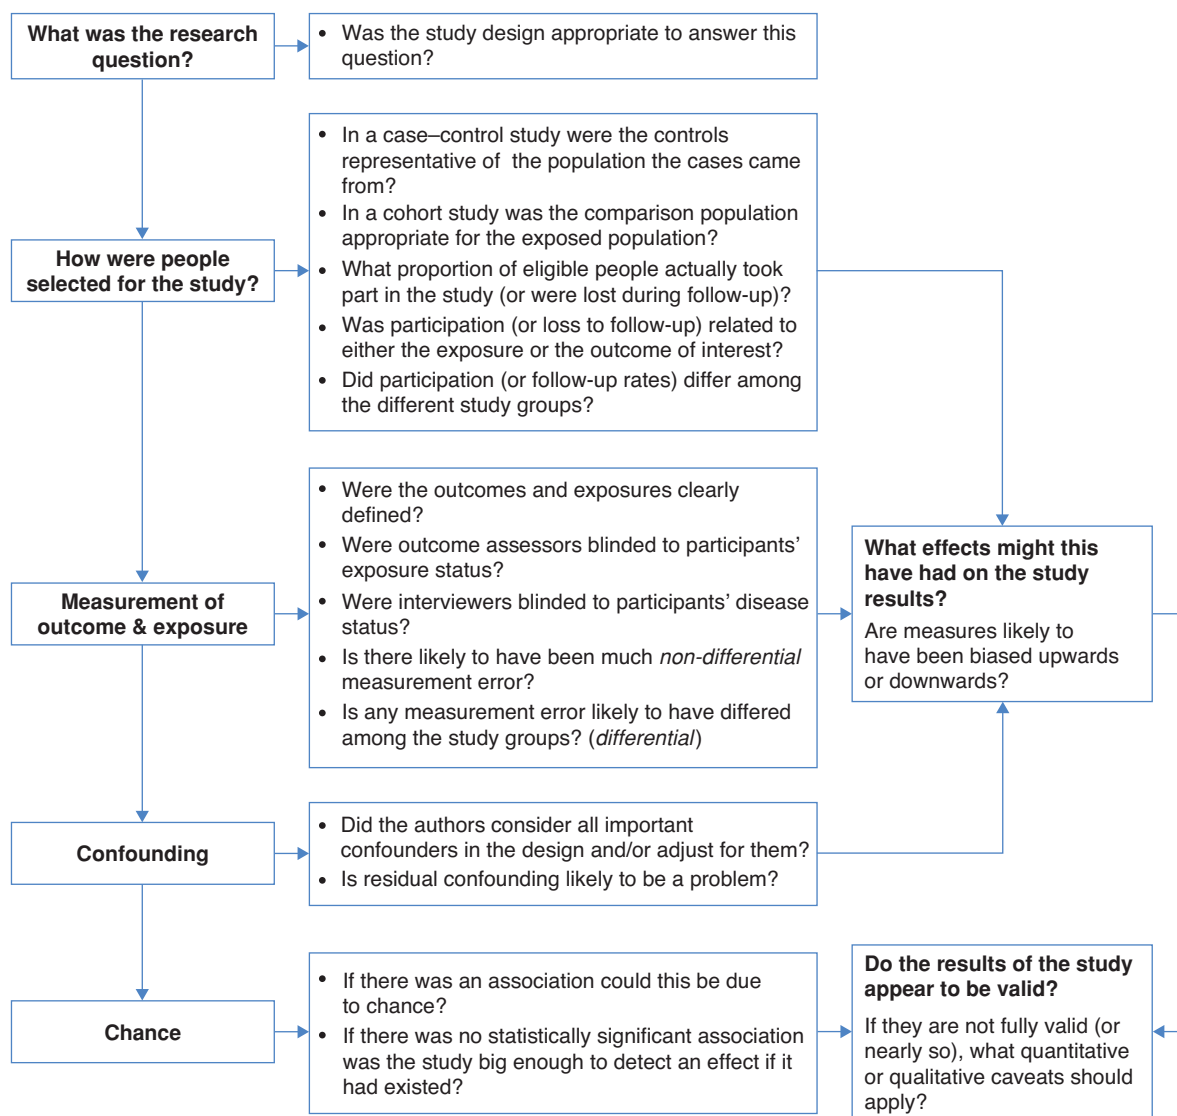 What was the research
question?
• Was the study design appropriate to answer this
question?
How were people
selected for the study?
• In a case–control study were the controls
representative of the population the cases came
from?
• In a cohort study was the comparison population
appropriate for the exposed population?
• What proportion of eligible people actually took
part in the study (or were lost during follow-up)?
• Was participation (or loss to follow-up) related to
either the exposure or the outcome of interest?
• Did participation (or follow-up rates) differ among
the different study groups?
Measurement of
outcome & exposure
• Were the outcomes and exposures clearly
defined?
• Were outcome assessors blinded to participants’
exposure status?
• Were interviewers blinded to participants’ disease
status?
• Is there likely to have been much non-differential
measurement error?
• Is any measurement error likely to have differed
among the study groups? (differential)
What effects might this
have had on the study
results?
Are measures likely to
have been biased upwards
or downwards?
Confounding
• Did the authors consider all important
confounders in the design and/or adjust for them?
• Is residual confounding likely to be a problem?
Chance
• If there was an association could this be due
to chance?
• If there was no statistically significant association
was the study big enough to detect an effect if it
had existed?
Do the results of the study
appear to be valid?
If they are not fully valid (or
nearly so), what quantitative
or qualitative caveats should
apply?